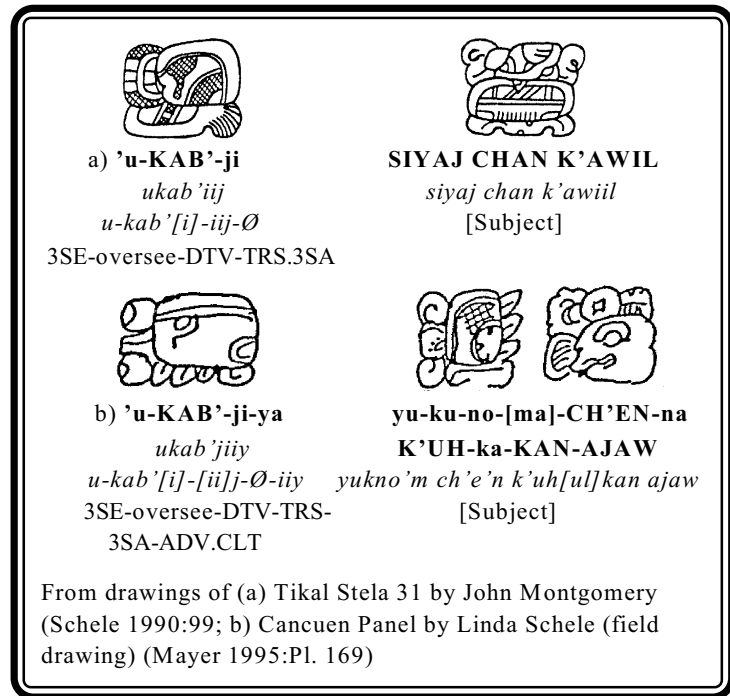 a) ’u-KAB’-ji
ukab’iij
u-kab’[i]-iij-Ø
3SE-oversee-DTV-TRS.3SA
SIYAJ CHAN K’AWIL
siyaj chan k’awiil
[Subject]
b) ’u-KAB’-ji-ya
ukab’jiiy
u-kab’[i]-[ii]j-Ø-iiy
3SE-oversee-DTV-TRS-
3SA-ADV.CLT
yu-ku-no-[ma]-CH’EN-na
K’UH-ka-KAN-AJAW
yukno’m ch’e’n k’uh[ul]kan ajaw
[Subject]
From drawings of (a) Tikal Stela 31 by John Montgomery
(Schele 1990:99; b) Cancuen Panel by Linda Schele (field
drawing) (Mayer 1995:Pl. 169)